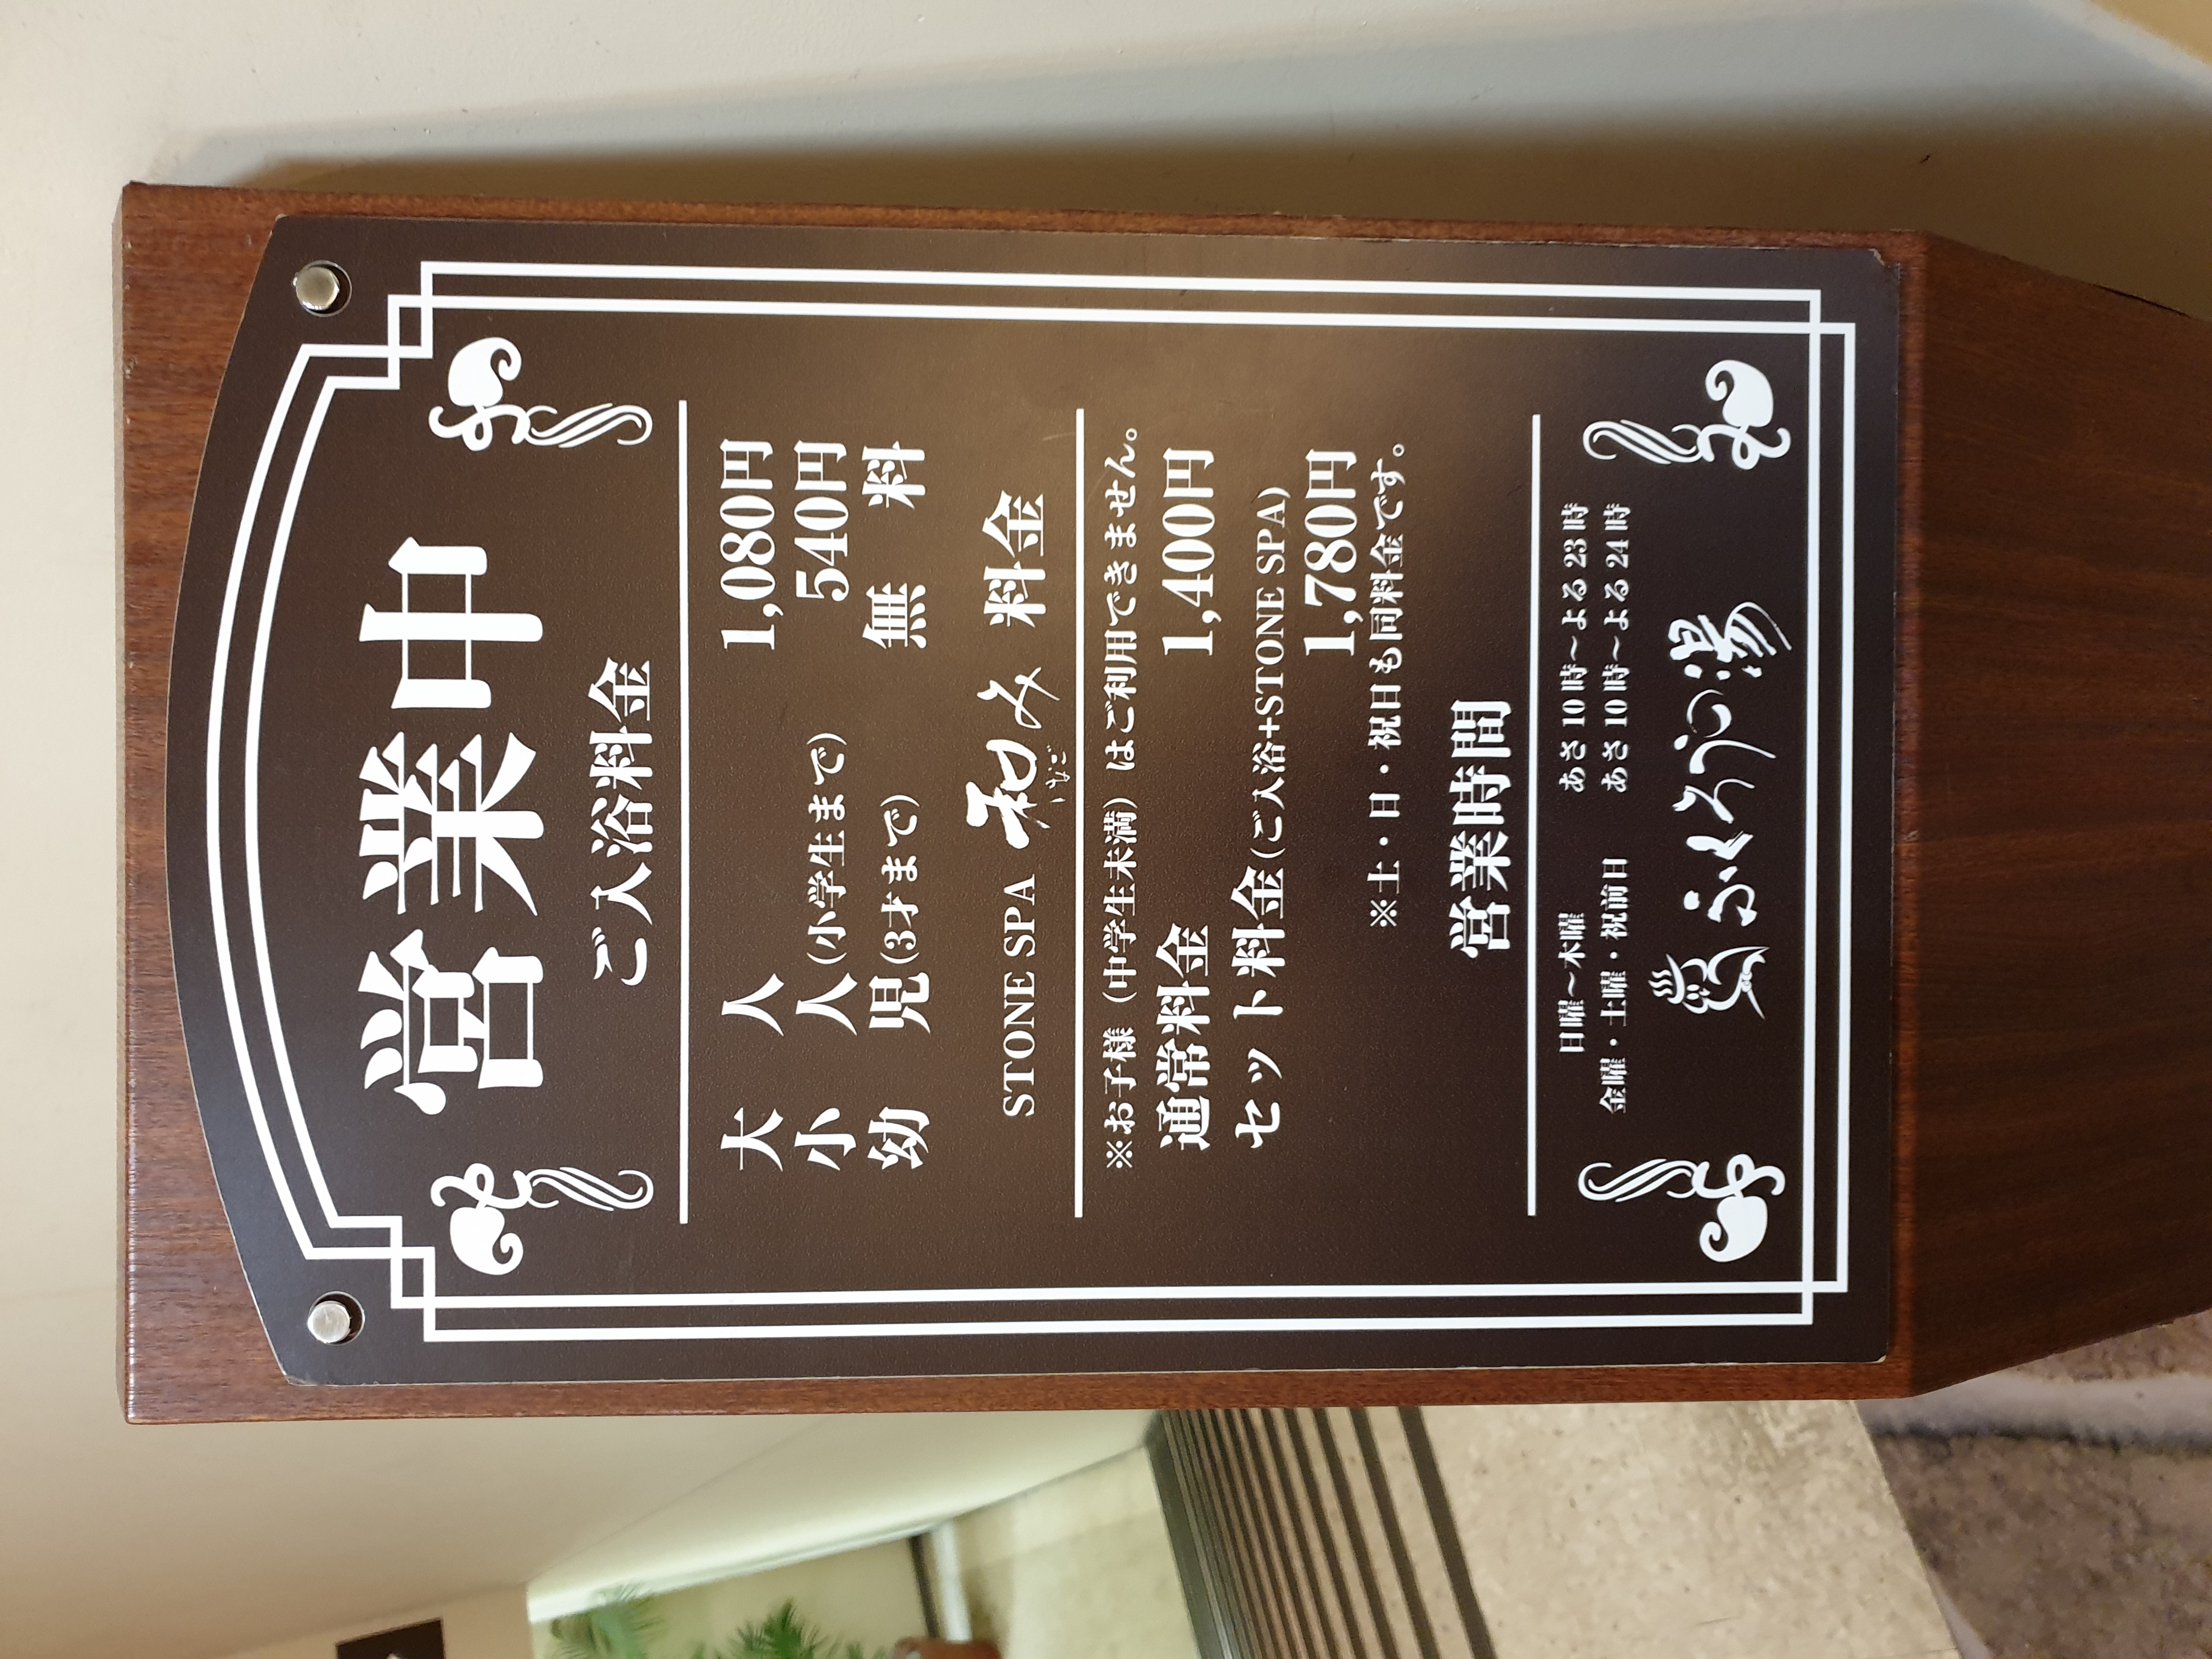 営業中
ご入浴料金
大人 1,080円
小人(小学生まで) 540円
幼児(3才まで) 無料
STONE SPA 和み 料金
なごみ
※お子様(中学生未満)はご利用できません。
通常料金 1,400円
セット料金(ご入浴+STONE SPA)
1,780円
※土・日・祝日も同料金です。
営業時間
日曜～木曜 あさ10時～よる23時
金曜・土曜・祝前日 あさ10時～よる24時
ふくろうの湯